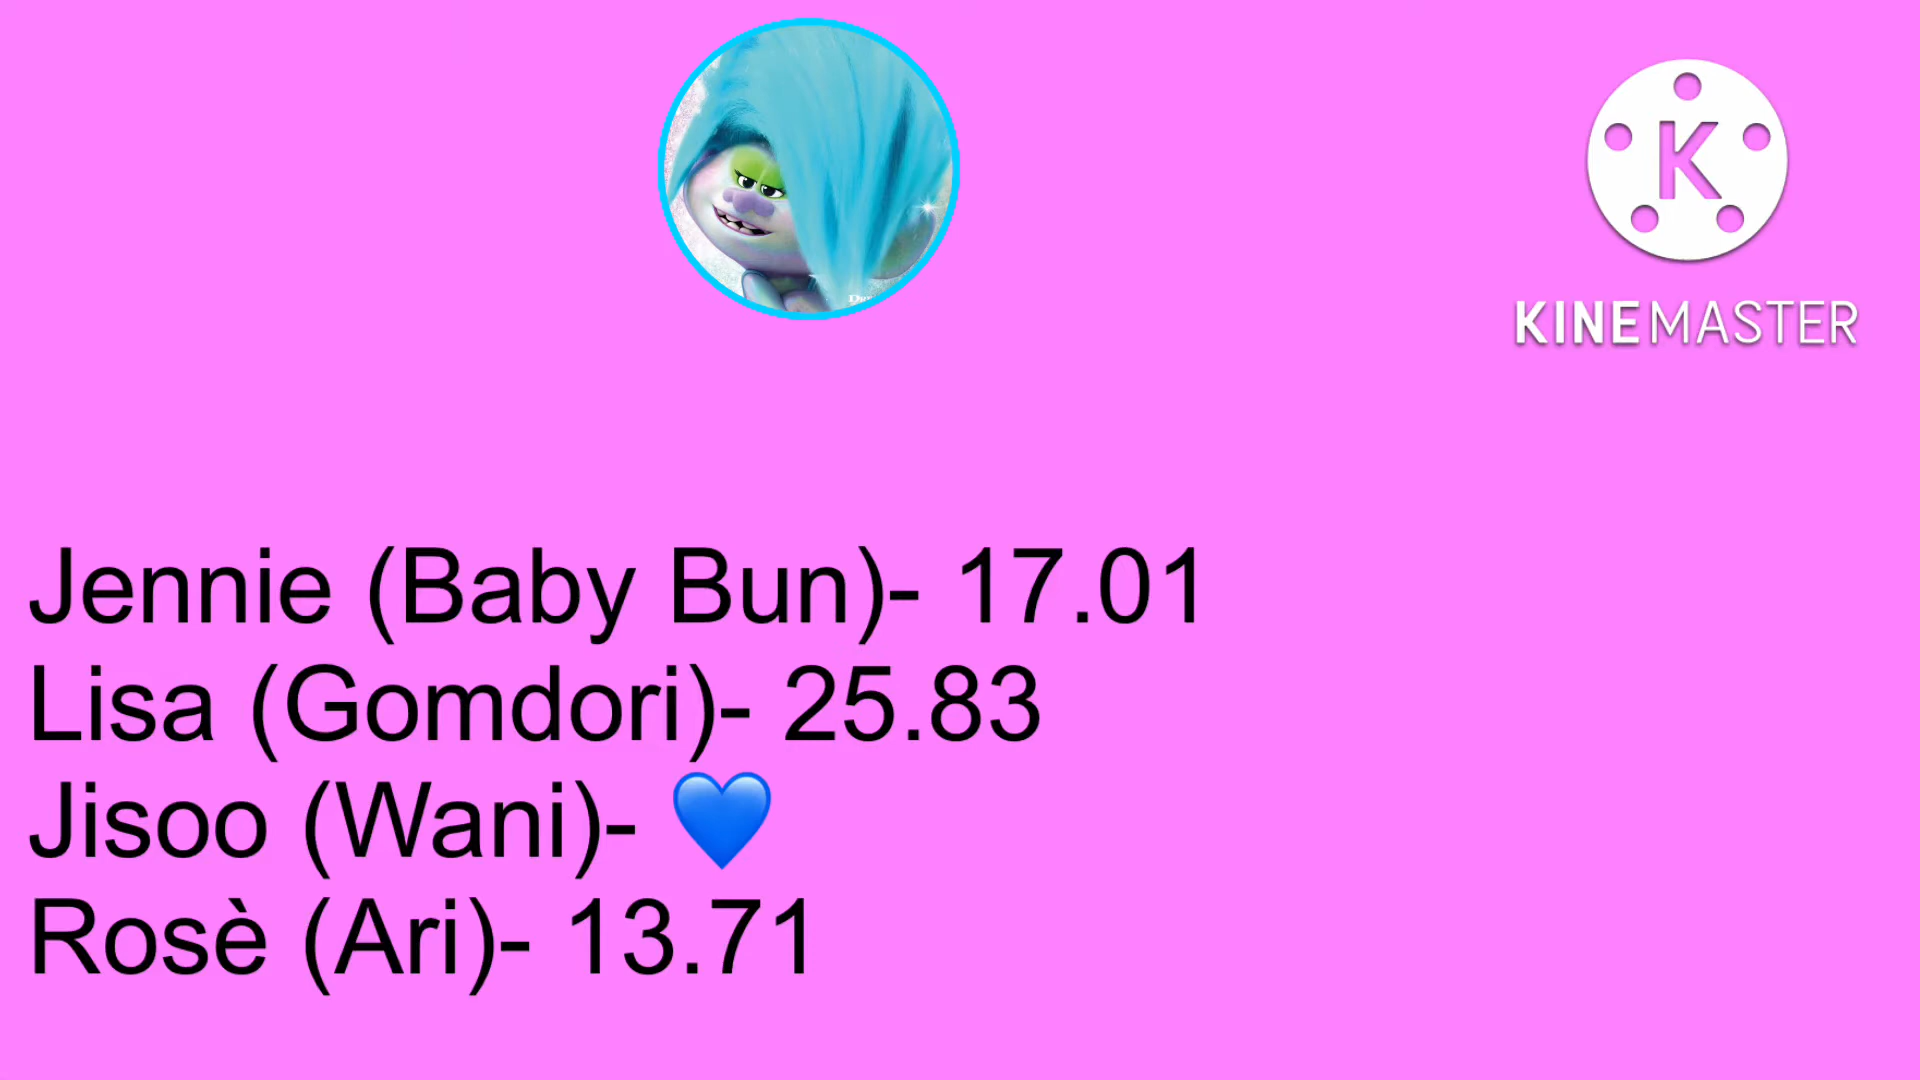 K
KINEMASTER
Jennie (Baby Bun)- 17.01
Lisa (Gomdori)- 25.83
Jisoo (Wani)- 💙
Rosè (Ari)- 13.71